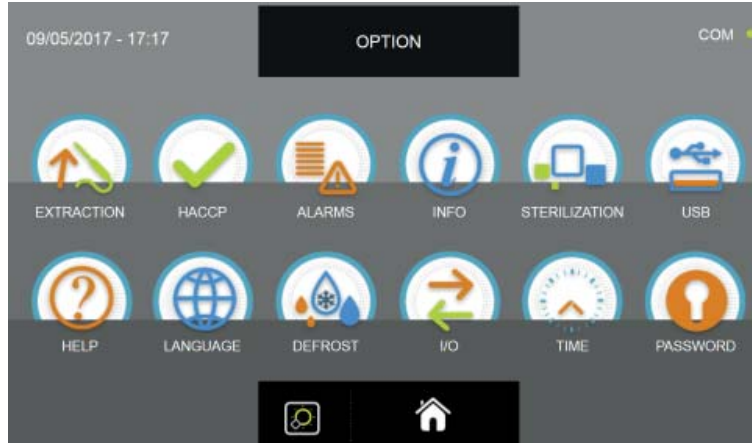 09/05/2017 - 17:17
OPTION
COM
EXTRACTION HACCP ALARMS INFO STERILIZATION USB
HELP LANGUAGE DEFROST I/O TIME PASSWORD